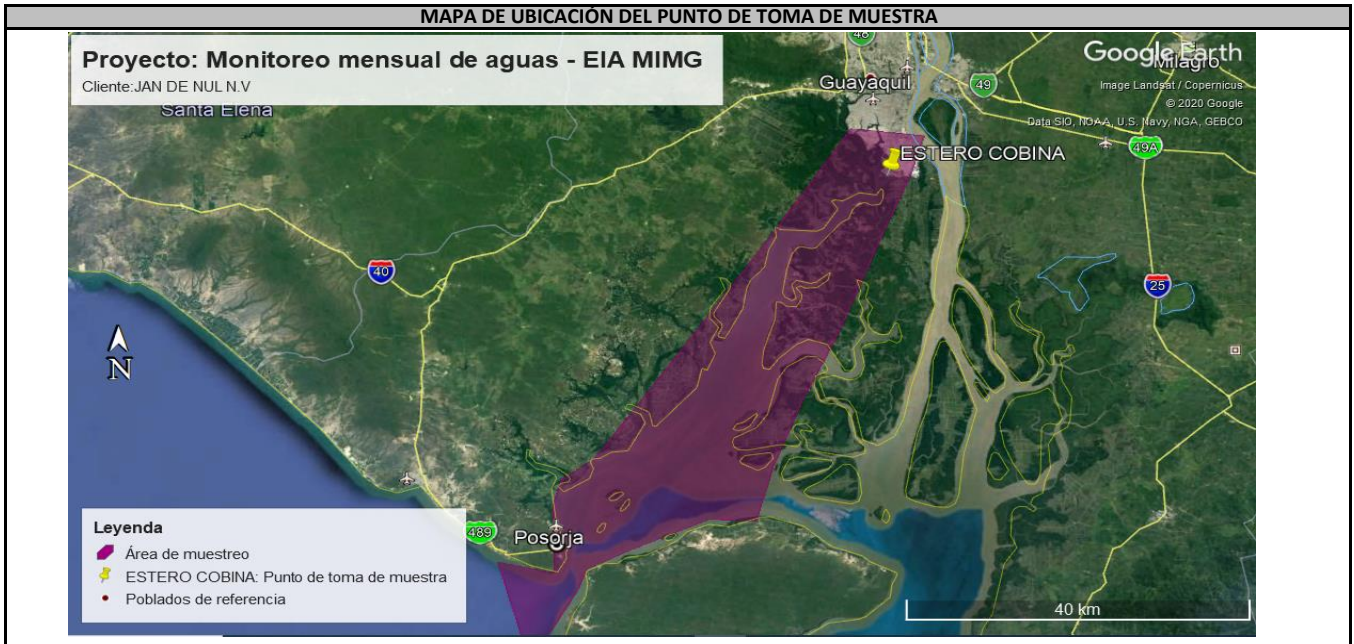 MAPA DE UBICACIÓN DEL PUNTO DE TOMA DE MUESTRA
Proyecto: Monitoreo mensual de aguas - EIA MIMG
Cliente:JAN DE NUL N.V
Santa Elena
48
Guayaquil
49
Google Earth
Milagro
Image Landsat / Copernicus
© 2020 Google
Data SIO, NOAA, U.S. Navy, NGA, GEBCO
49A
ESTERO COBINA
40
25
N
489
Posorja
Leyenda
Área de muestreo
ESTERO COBINA: Punto de toma de muestra
Poblados de referencia
40 km